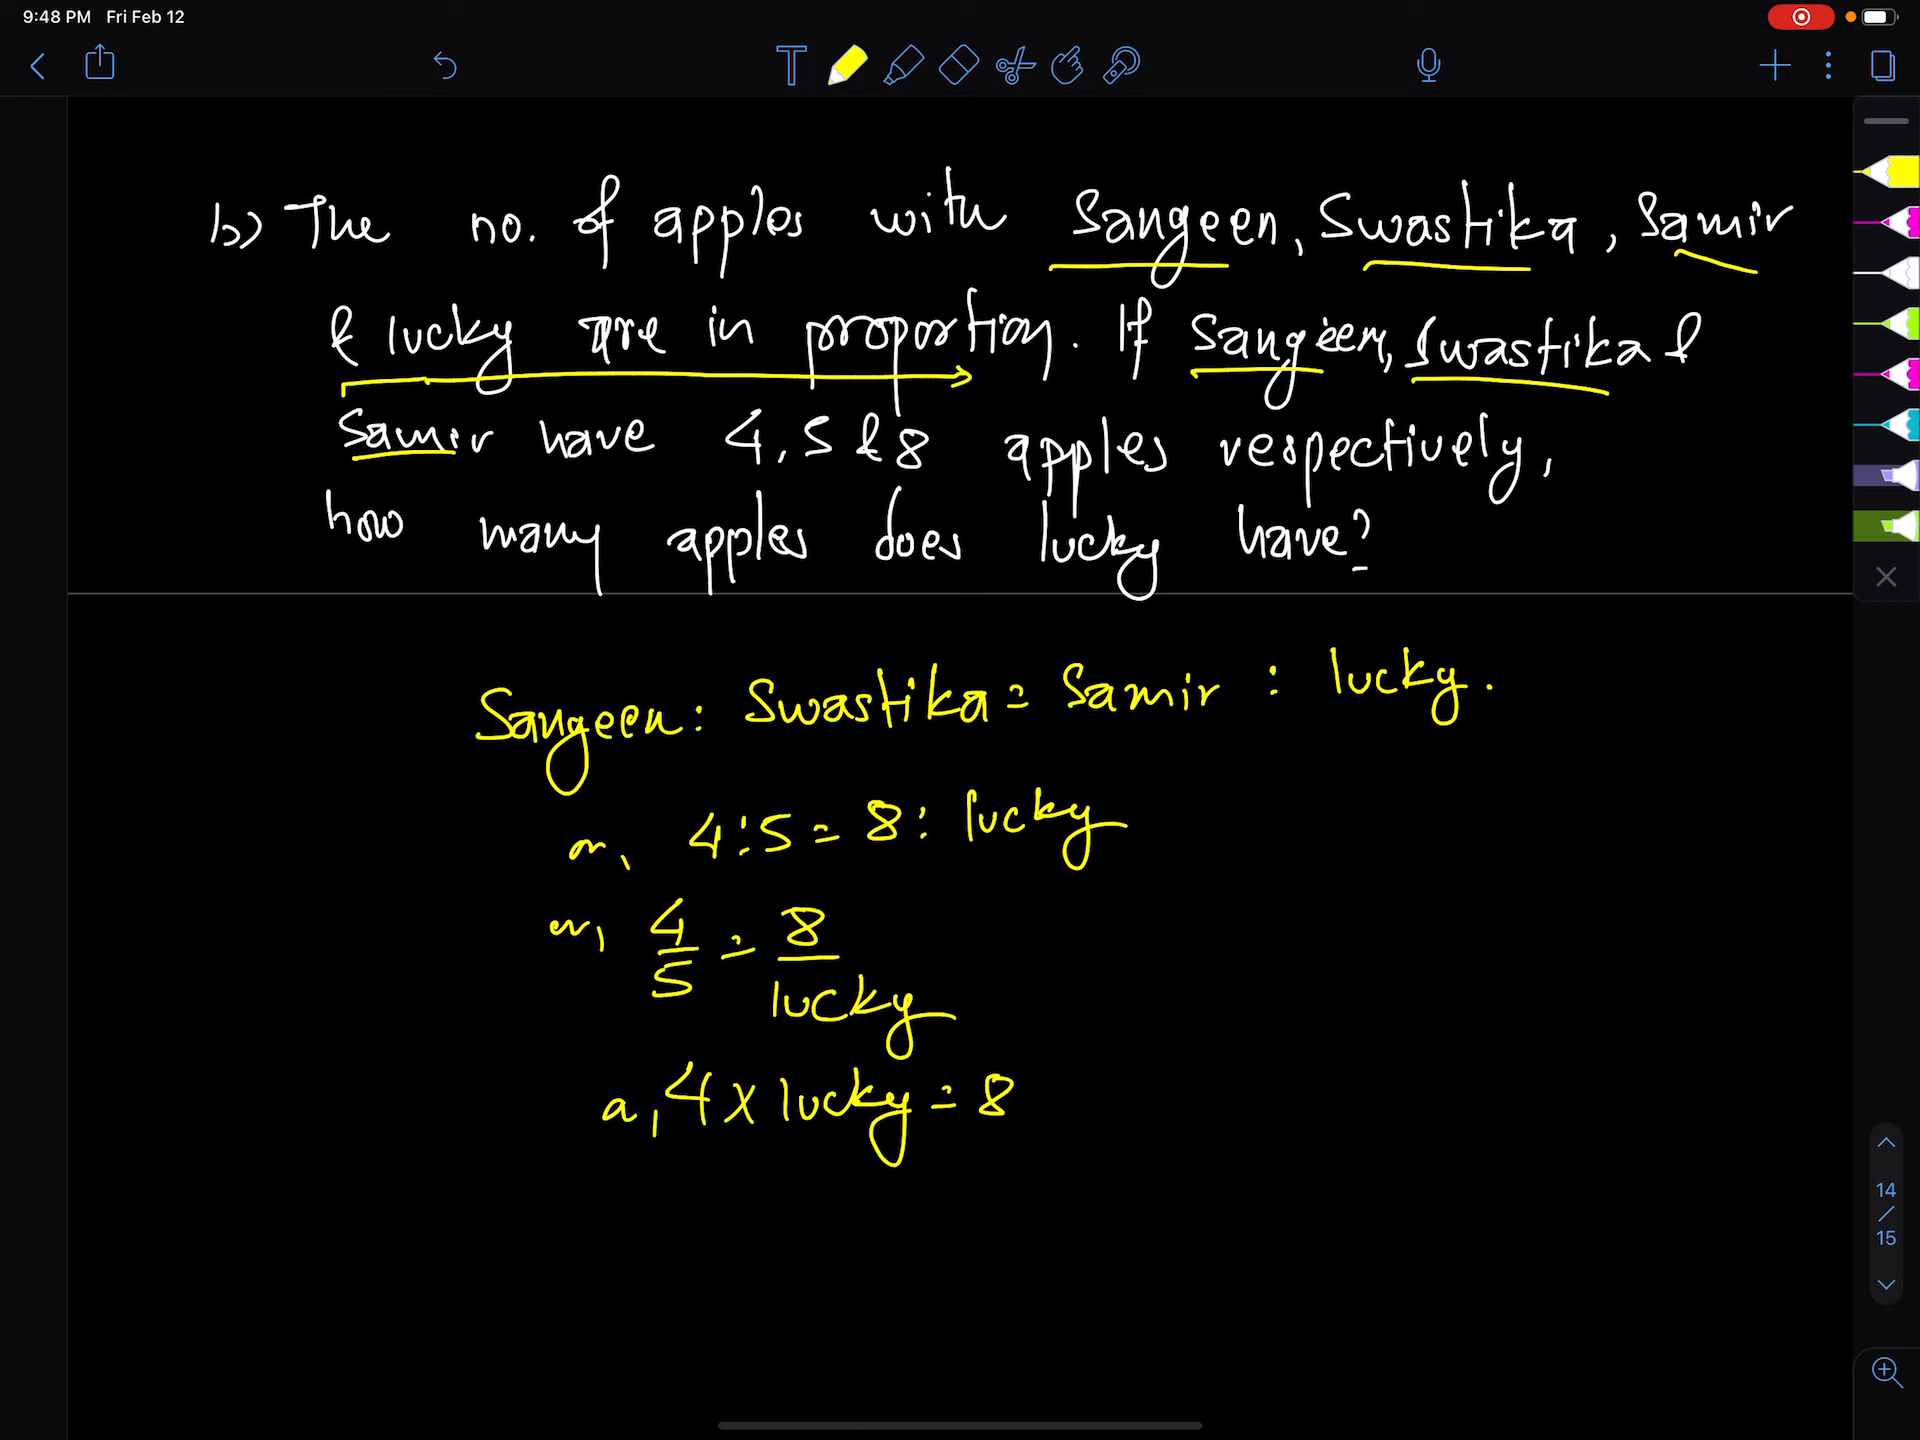 9:48 PM Fri Feb 12
b) The no. of apples with Sangeen, Swastika, Samir
& lucky are in proportion. If Sangeen, Swastika &
Samir have 4, 5 & 8 apples respectively,
how many apples does lucky have?
Sangeen : Swastika = Samir : lucky.
or, 4 : 5 = 8 : lucky
or, 4/5 = 8/lucky
or, 4 x lucky = 8
14
/
15